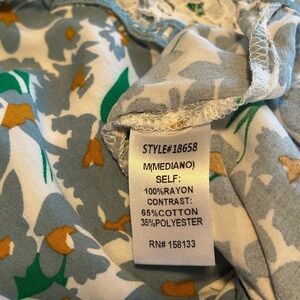 STYLE#18658
M(MEDIANO)
SELF:
100%RAYON
CONTRAST:
65%COTTON
35%POLYESTER
RN# 158133